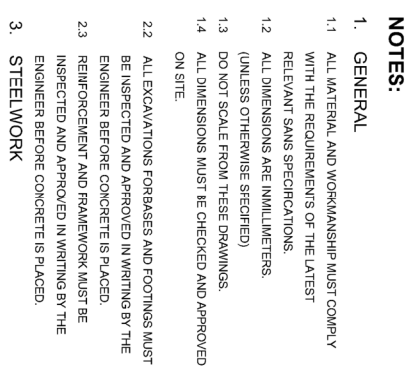 NOTES:
1. GENERAL
1.1 ALL MATERIAL AND WORKMANSHIP MUST COMPLY
WITH THE REQUIREMENTS OF THE LATEST
RELEVANT SANS SPECIFICATIONS.
1.2 ALL DIMENSIONS ARE INMILLIMETERS.
(UNLESS OTHERWISE SPECIFIED)
1.3 DO NOT SCALE FROM THESE DRAWINGS.
1.4 ALL DIMENSIONS MUST BE CHECKED AND APPROVED
ON SITE.
2.2 ALL EXCAVATIONS FORBASES AND FOOTINGS MUST
BE INSPECTED AND APPROVED IN WRITING BY THE
ENGINEER BEFORE CONCRETE IS PLACED.
2.3 REINFORCEMENT AND FRAMEWORK MUST BE
INSPECTED AND APPROVED IN WRITING BY THE
ENGINEER BEFORE CONCRETE IS PLACED.
3. STEELWORK